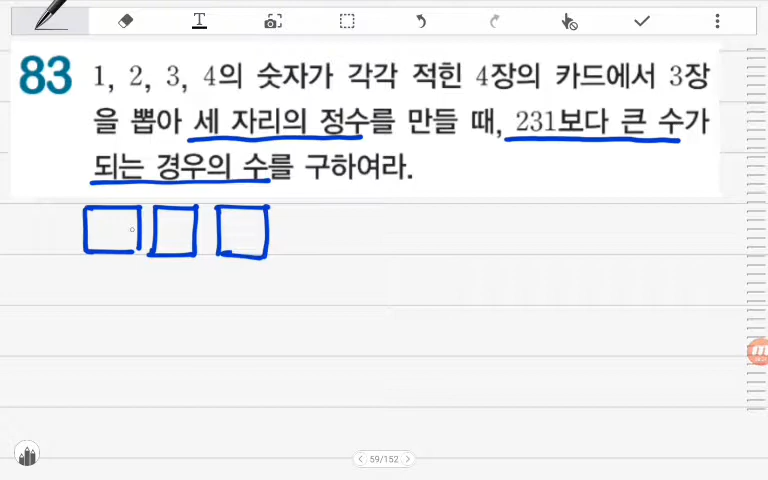 T
83 1, 2, 3, 4의 숫자가 각각 적힌 4장의 카드에서 3장
을 뽑아 세 자리의 정수를 만들 때, 231보다 큰 수가
되는 경우의 수를 구하여라.
59/152